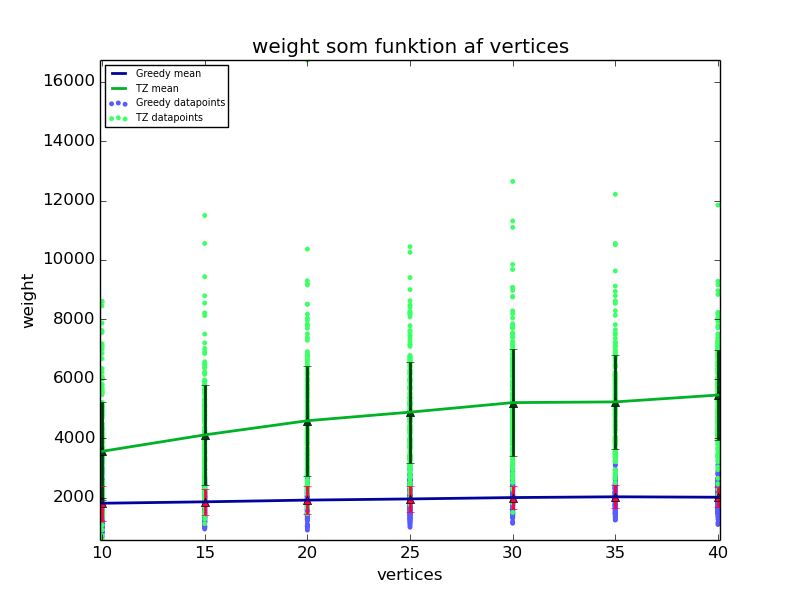 weight som funktion af vertices
Greedy mean
TZ mean
Greedy datapoints
TZ datapoints
16000
14000
12000
10000
8000
6000
4000
2000
weight
10 15 20 25 30 35 40
vertices